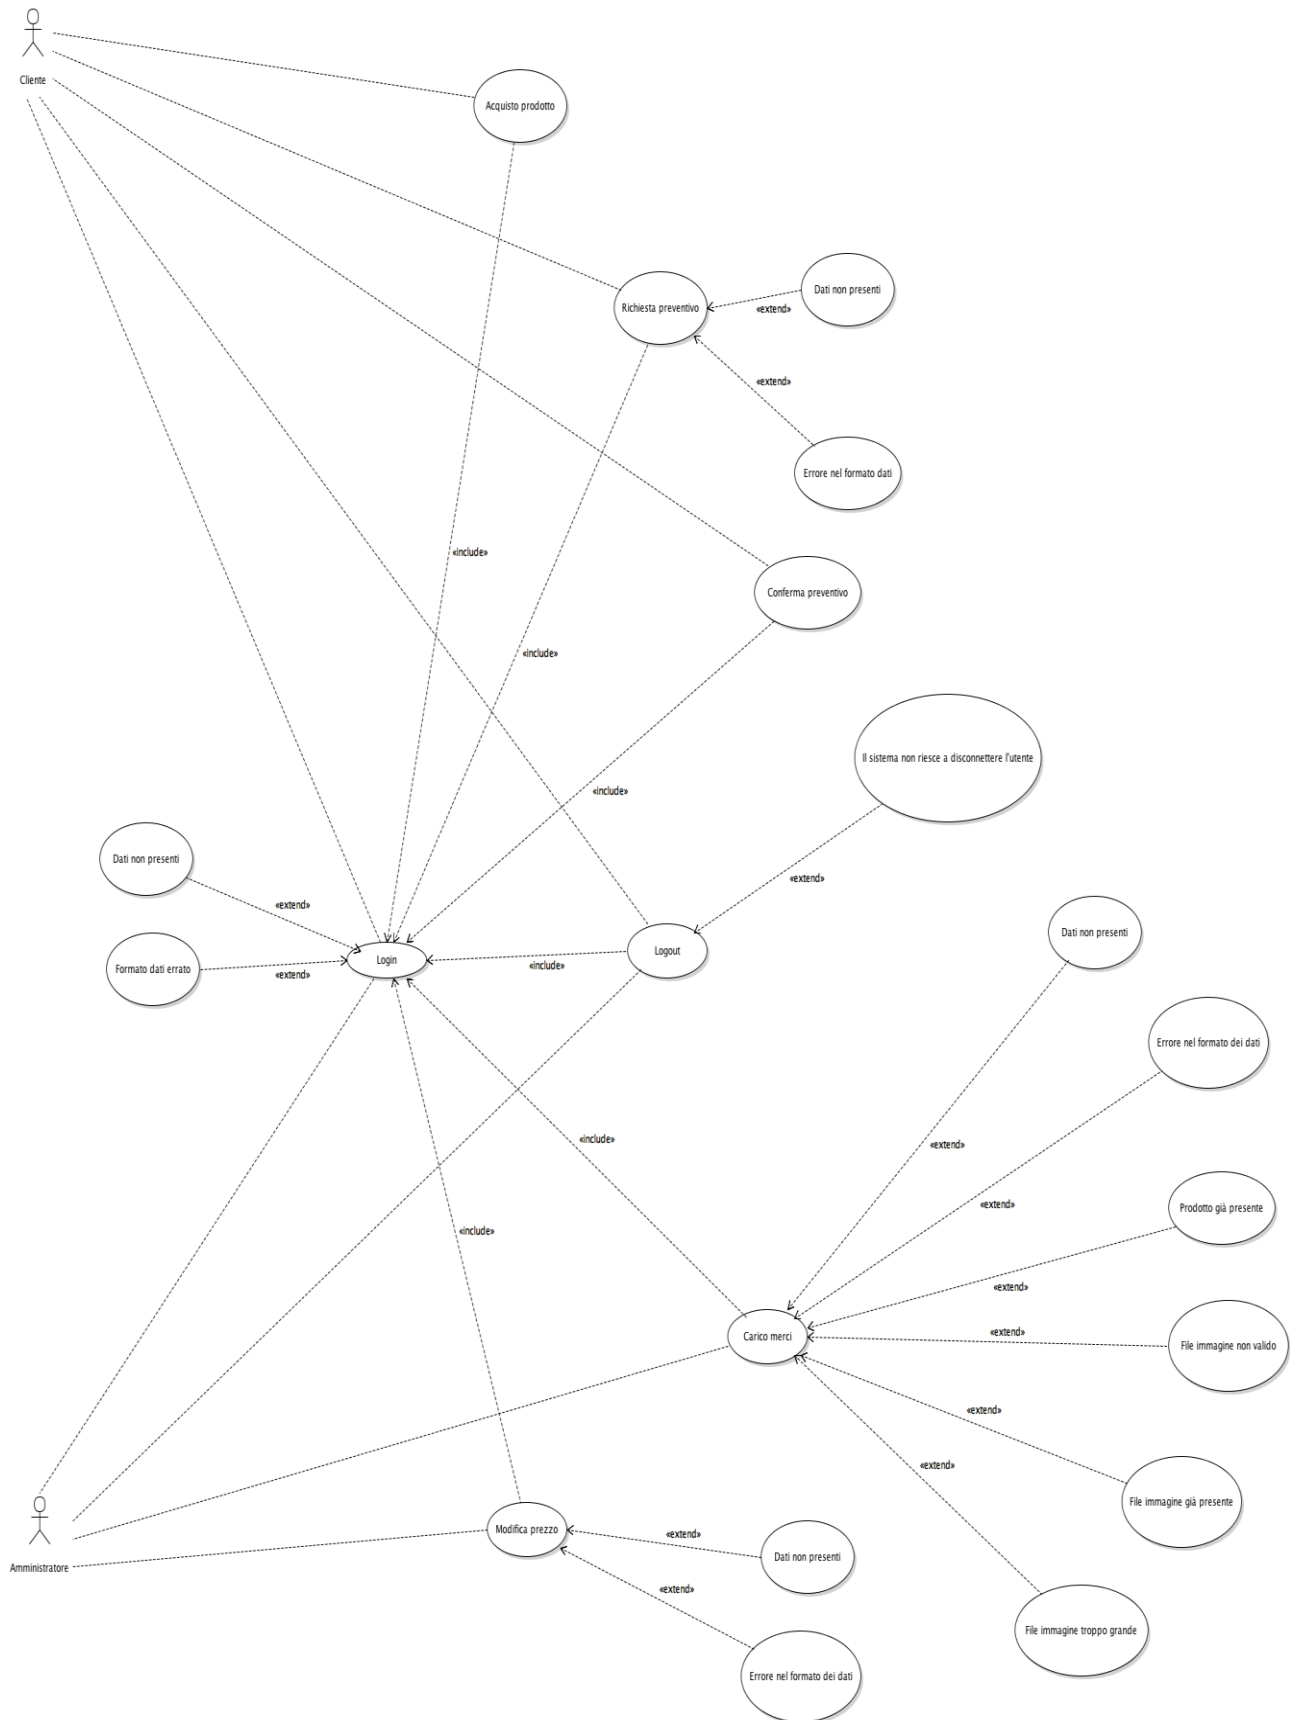 Cliente
Acquisto prodotto
Dati non presenti
Richiesta preventivo
«extend»
«extend»
Errore nel formato dati
«include»
Conferma preventivo
«include»
Il sistema non riesce a disconnettere l'utente
«include»
Dati non presenti
«extend»
«extend»
Dati non presenti
Logout
Login
«include»
Formato dati errato
«extend»
Errore nel formato dei dati
«include»
«extend»
«extend»
Prodotto già presente
«include»
«extend»
«extend»
Carico merci
File immagine non valido
«extend»
«extend»
File immagine già presente
Modifica prezzo
«extend»
Dati non presenti
Amministratore
«extend»
File immagine troppo grande
Errore nel formato dei dati